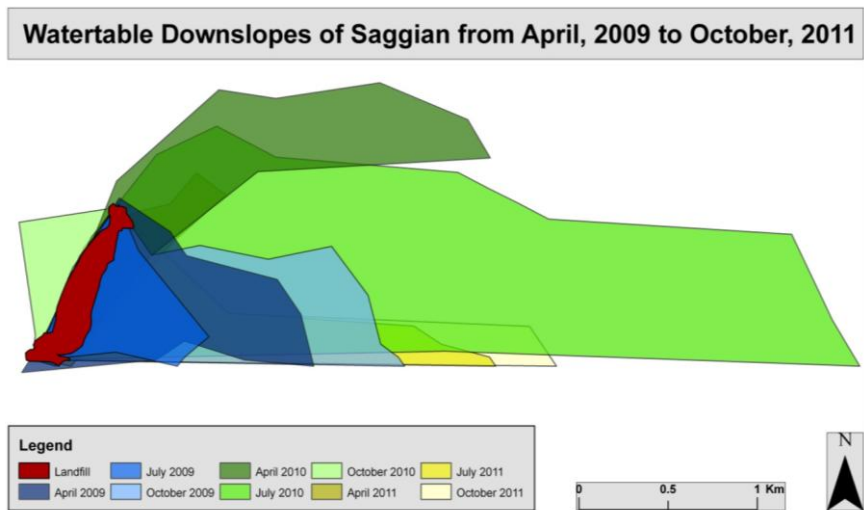 Watertable Downslopes of Saggian from April, 2009 to October, 2011
Legend
Landfill July 2009 April 2010 October 2010 July 2011
April 2009 October 2009 July 2010 April 2011 October 2011
0 0.5 1 Km
N